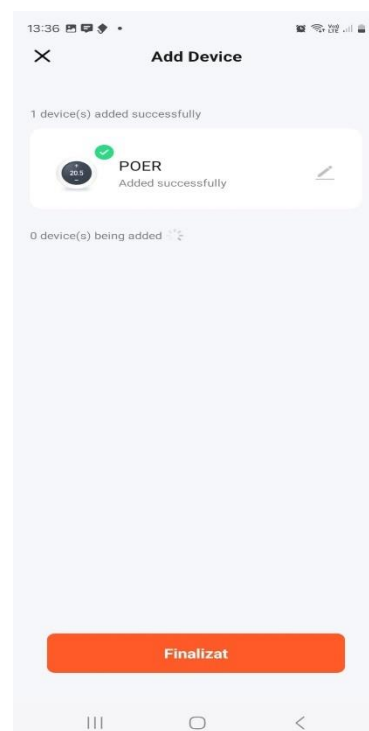 13:36
Add Device
1 device(s) added successfully
20.5
POER
Added successfully
0 device(s) being added
Finalizat